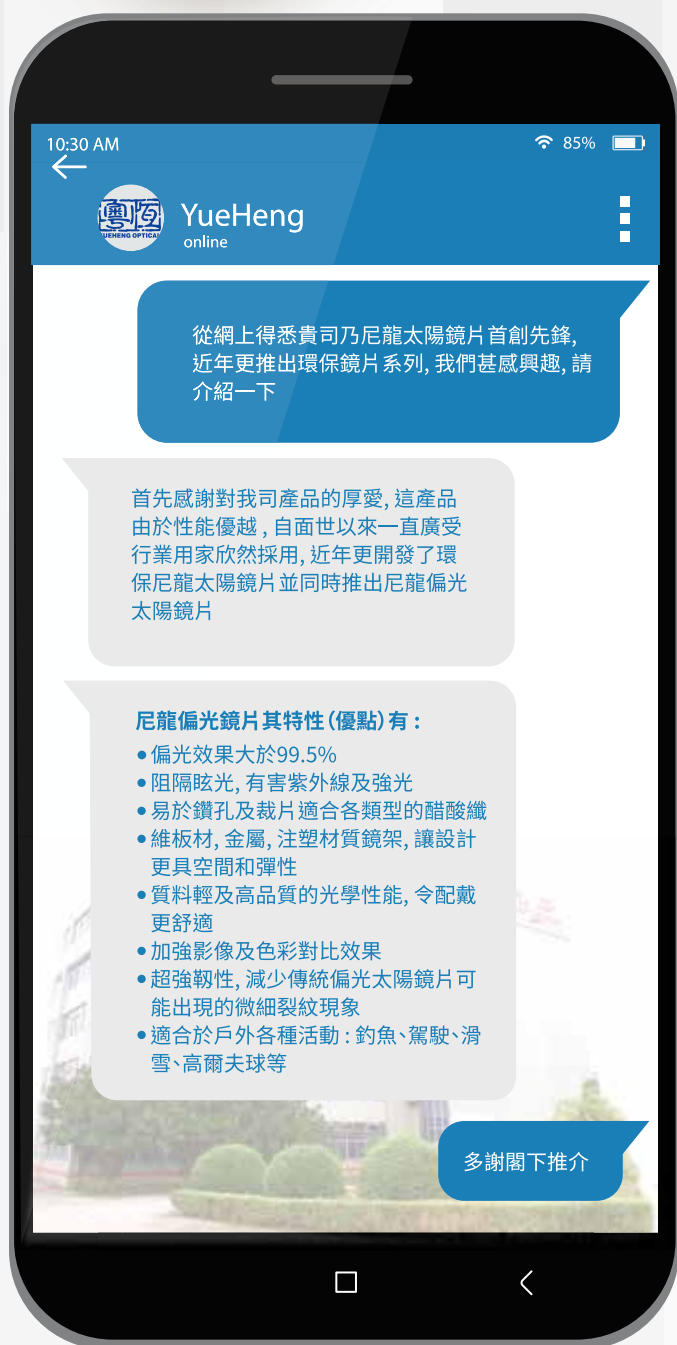 10:30 AM
85%
粵恆
YUEHENG OPTICAL
YueHeng
online
從網上得悉貴司乃尼龍太陽鏡片首創先鋒,
近年更推出環保鏡片系列, 我們甚感興趣, 請
介紹一下
首先感謝對我司產品的厚愛, 這產品
由於性能優越 , 自面世以來一直廣受
行業用家欣然採用, 近年更開發了環
保尼龍太陽鏡片並同時推出尼龍偏光
太陽鏡片
尼龍偏光鏡片其特性(優點)有 :
●偏光效果大於99.5%
●阻隔眩光, 有害紫外線及強光
●易於鑽孔及裁片適合各類型的醋酸纖
●維板材, 金屬, 注塑材質鏡架, 讓設計
更具空間和彈性
●質料輕及高品質的光學性能, 令配戴
更舒適
●加強影像及色彩對比效果
●超強韌性, 減少傳統偏光太陽鏡片可
能出現的微細裂紋現象
●適合於戶外各種活動 : 釣魚、駕駛、滑
雪、高爾夫球等
多謝閣下推介